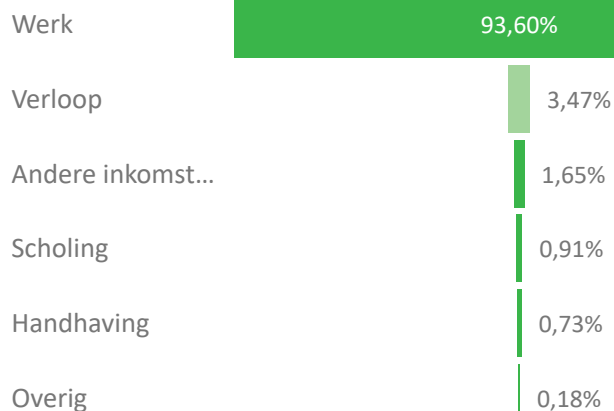 Werk 93,60%
Verloop 3,47%
Andere inkomst... 1,65%
Scholing 0,91%
Handhaving 0,73%
Overig 0,18%